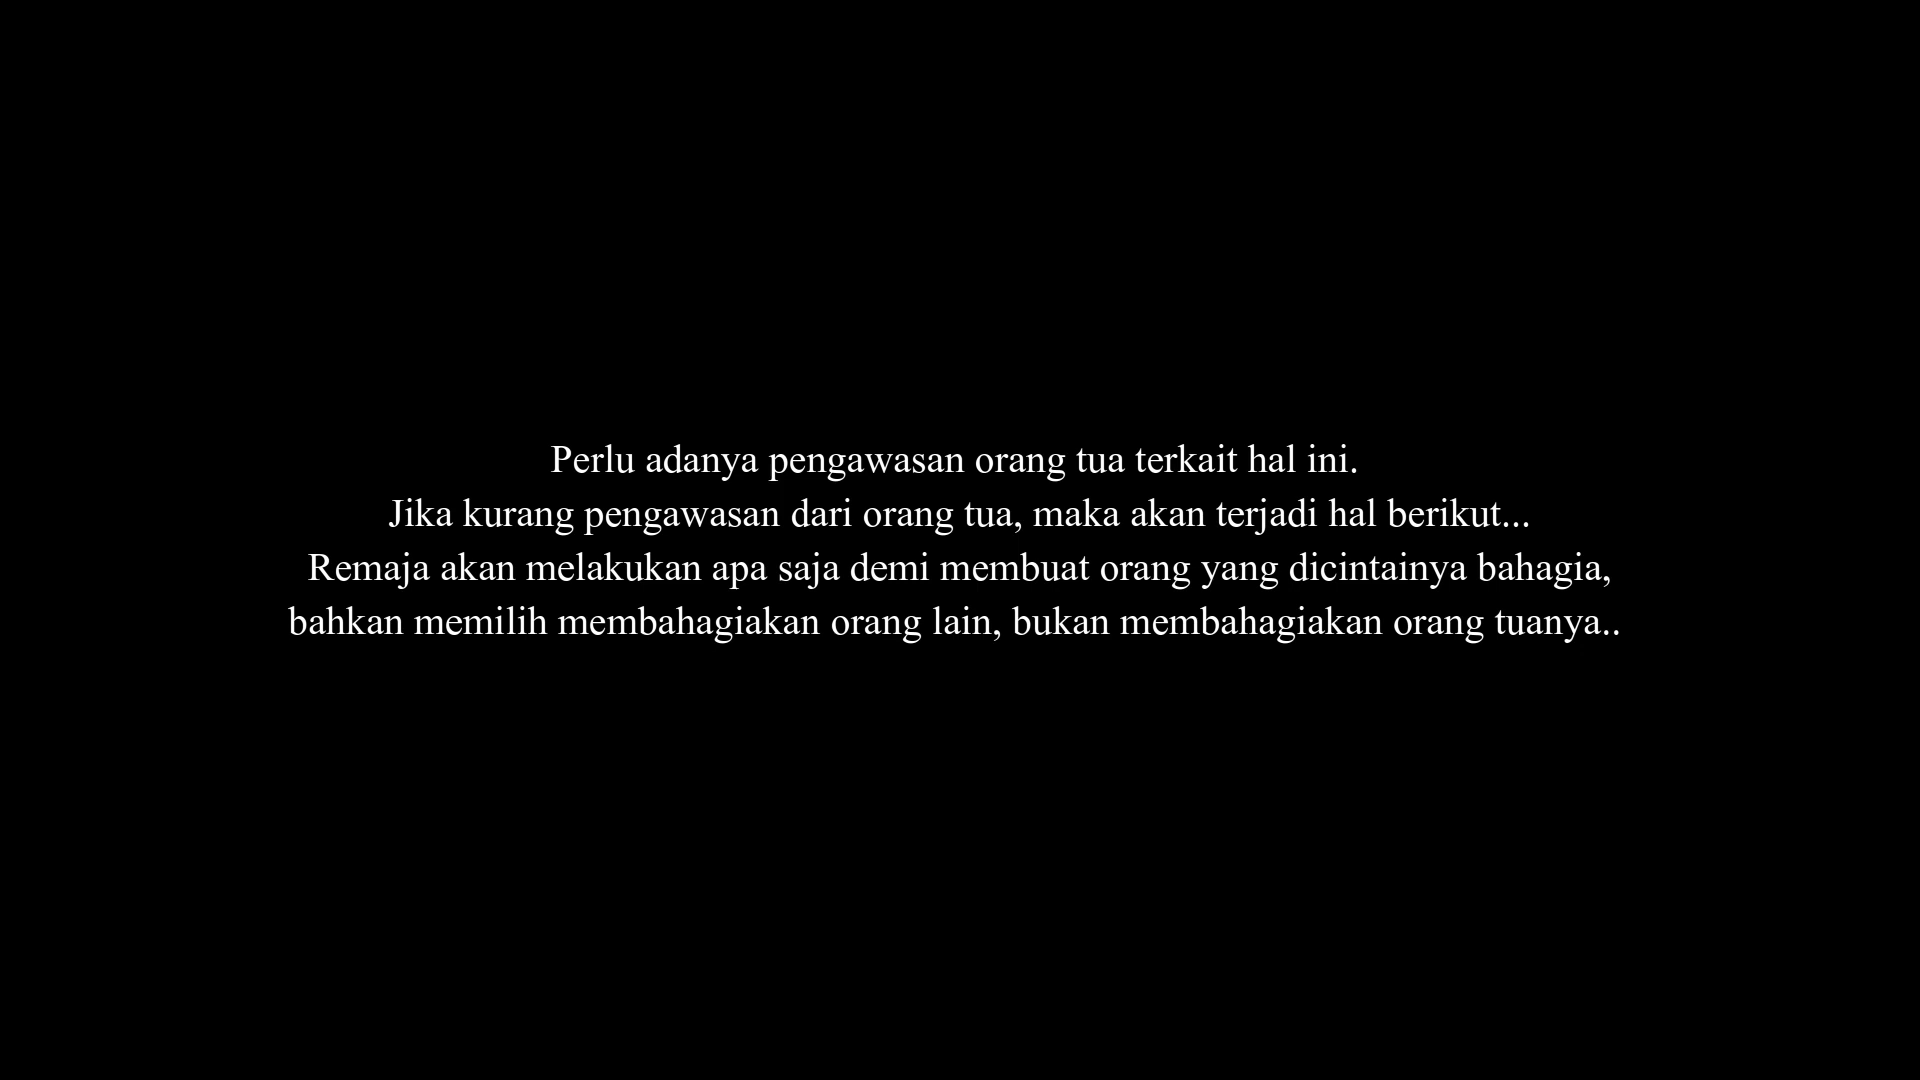 Perlu adanya pengawasan orang tua terkait hal ini.
Jika kurang pengawasan dari orang tua, maka akan terjadi hal berikut...
Remaja akan melakukan apa saja demi membuat orang yang dicintainya bahagia,
bahkan memilih membahagiakan orang lain, bukan membahagiakan orang tuanya..